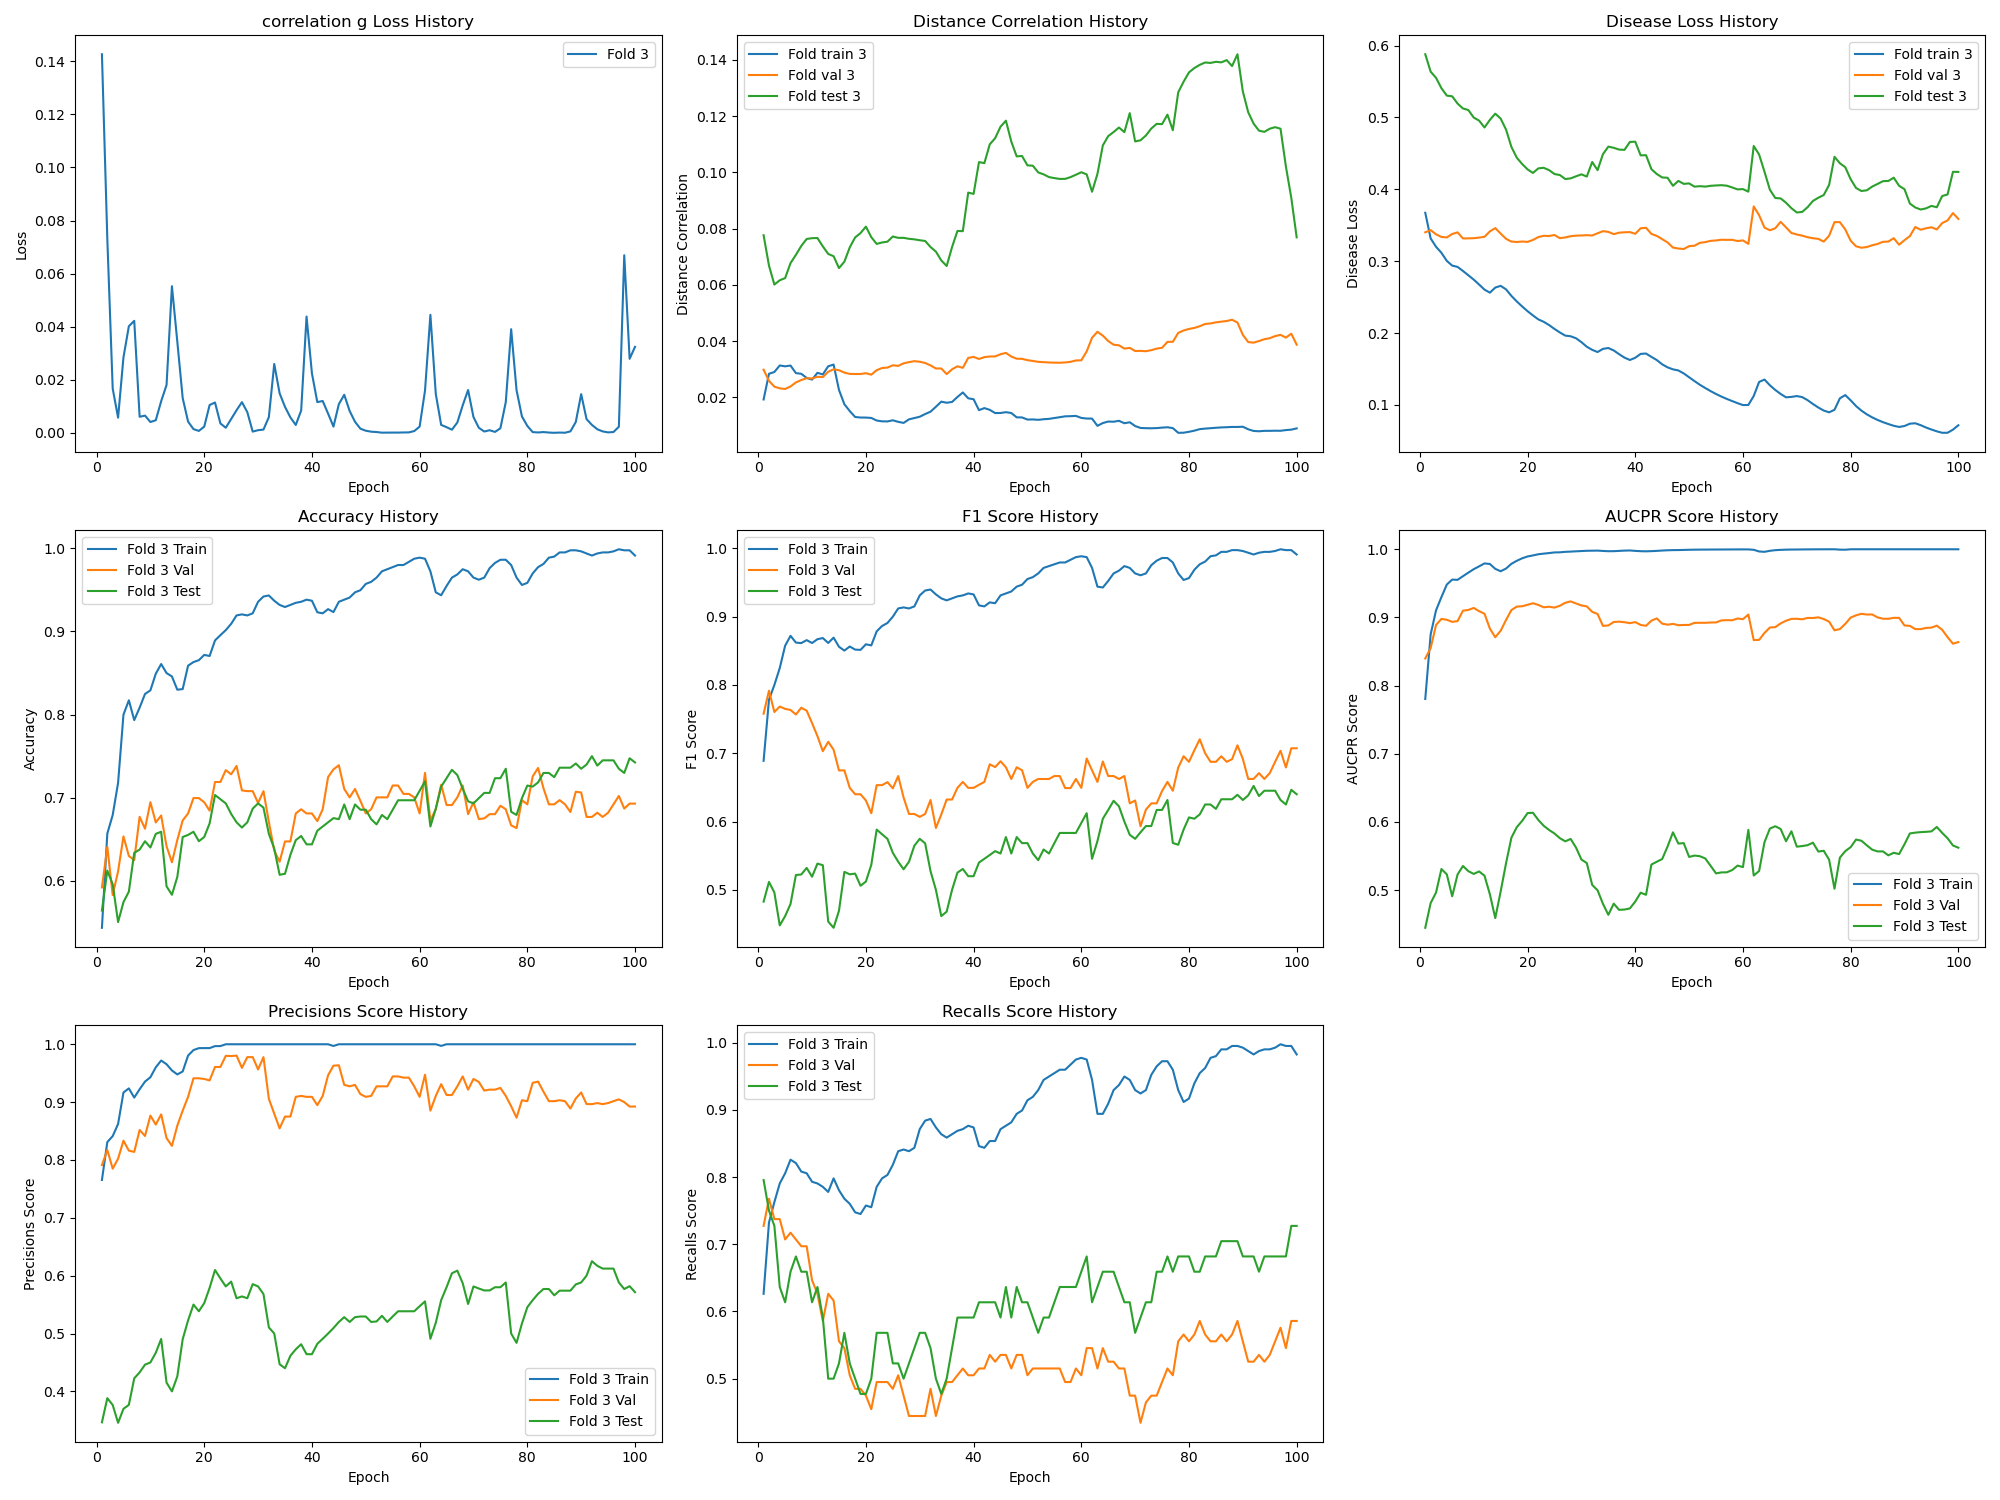 correlation g Loss History
Loss
0.14
0.12
0.10
0.08
0.06
0.04
0.02
0.00
Fold 3
0 20 40 60 80 100
Epoch
Distance Correlation History
Distance Correlation
0.14
0.12
0.10
0.08
0.06
0.04
0.02
Fold train 3
Fold val 3
Fold test 3
0 20 40 60 80 100
Epoch
Disease Loss History
Disease Loss
0.6
0.5
0.4
0.3
0.2
0.1
Fold train 3
Fold val 3
Fold test 3
0 20 40 60 80 100
Epoch
Accuracy History
Accuracy
1.0
0.9
0.8
0.7
0.6
Fold 3 Train
Fold 3 Val
Fold 3 Test
0 20 40 60 80 100
Epoch
F1 Score History
F1 Score
1.0
0.9
0.8
0.7
0.6
0.5
Fold 3 Train
Fold 3 Val
Fold 3 Test
0 20 40 60 80 100
Epoch
AUCPR Score History
AUCPR Score
1.0
0.9
0.8
0.7
0.6
0.5
Fold 3 Train
Fold 3 Val
Fold 3 Test
0 20 40 60 80 100
Epoch
Precisions Score History
Precisions Score
1.0
0.9
0.8
0.7
0.6
0.5
0.4
Fold 3 Train
Fold 3 Val
Fold 3 Test
0 20 40 60 80 100
Epoch
Recalls Score History
Recalls Score
1.0
0.9
0.8
0.7
0.6
0.5
Fold 3 Train
Fold 3 Val
Fold 3 Test
0 20 40 60 80 100
Epoch